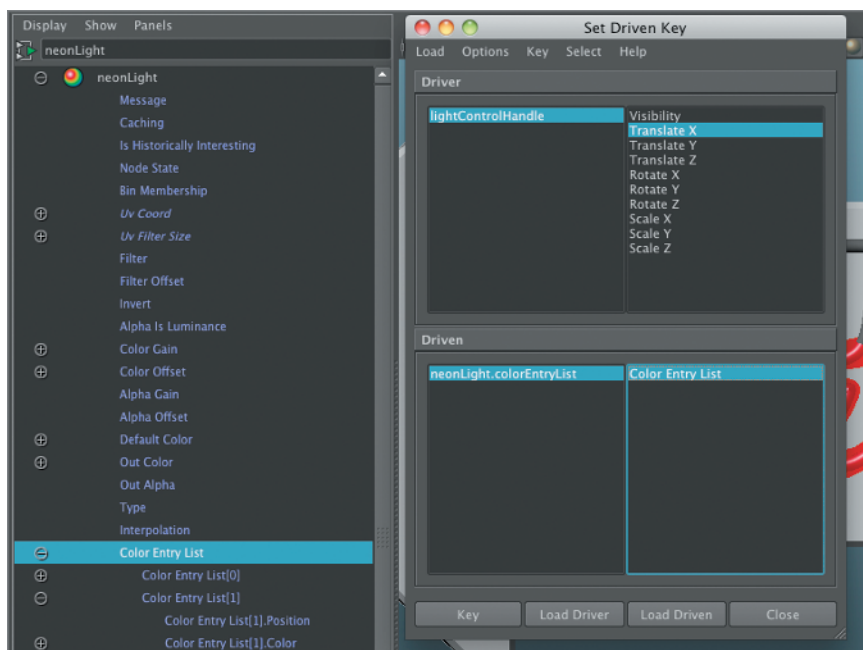 Display Show Panels
neonLight
neonLight
Message
Caching
Is Historically Interesting
Node State
Bin Membership
Uv Coord
Uv Filter Size
Filter
Filter Offset
Invert
Alpha Is Luminance
Color Gain
Color Offset
Alpha Gain
Alpha Offset
Default Color
Out Color
Out Alpha
Type
Interpolation
Color Entry List
Color Entry List[0]
Color Entry List[1]
Color Entry List[1].Position
Color Entry List[1].Color
Set Driven Key
Load Options Key Select Help
Driver
lightControlHandle
Visibility
Translate X
Translate Y
Translate Z
Rotate X
Rotate Y
Rotate Z
Scale X
Scale Y
Scale Z
Driven
neonLight.colorEntryList
Color Entry List
Key Load Driver Load Driven Close